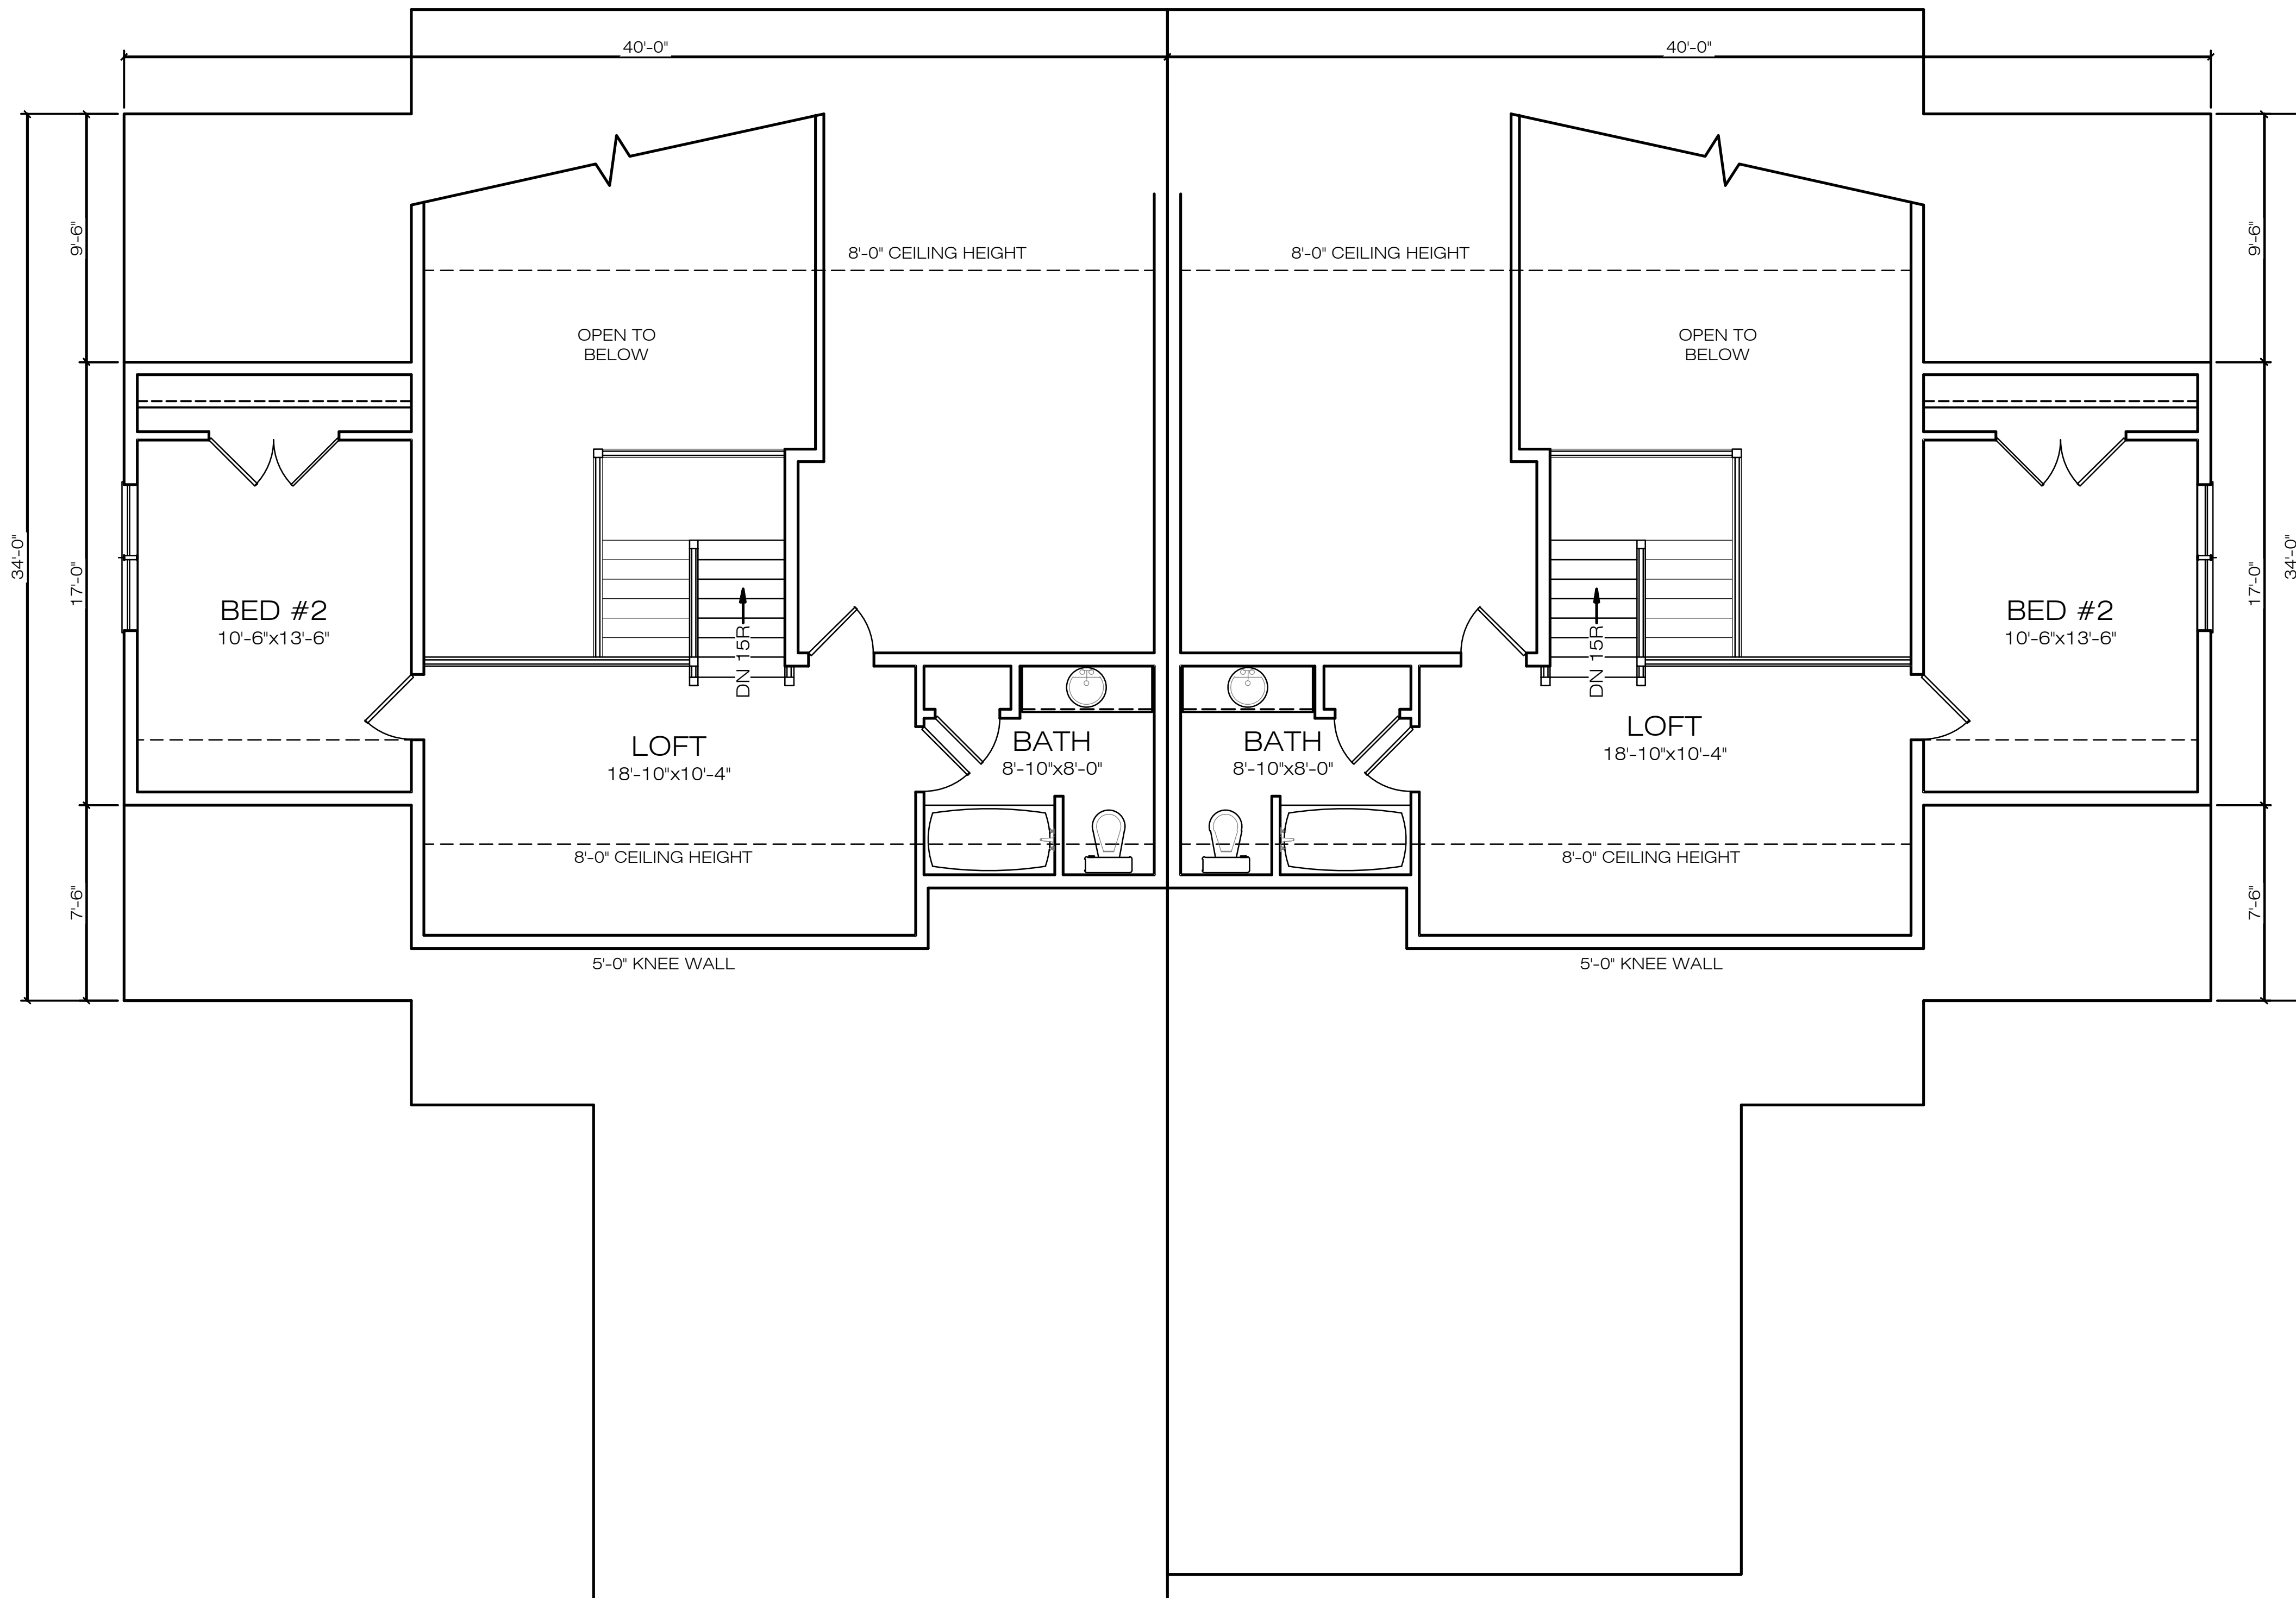 40'-0"
40'-0"
9'-6"
9'-6"
8'-0" CEILING HEIGHT
8'-0" CEILING HEIGHT
OPEN TO
BELOW
OPEN TO
BELOW
34'-0"
17'-0"
17'-0"
34'-0"
BED #2
10'-6"x13'-6"
BED #2
10'-6"x13'-6"
DN 15R
DN 15R
LOFT
18'-10"x10'-4"
BATH
8'-10"x8'-0"
BATH
8'-10"x8'-0"
LOFT
18'-10"x10'-4"
8'-0" CEILING HEIGHT
8'-0" CEILING HEIGHT
7'-6"
7'-6"
5'-0" KNEE WALL
5'-0" KNEE WALL